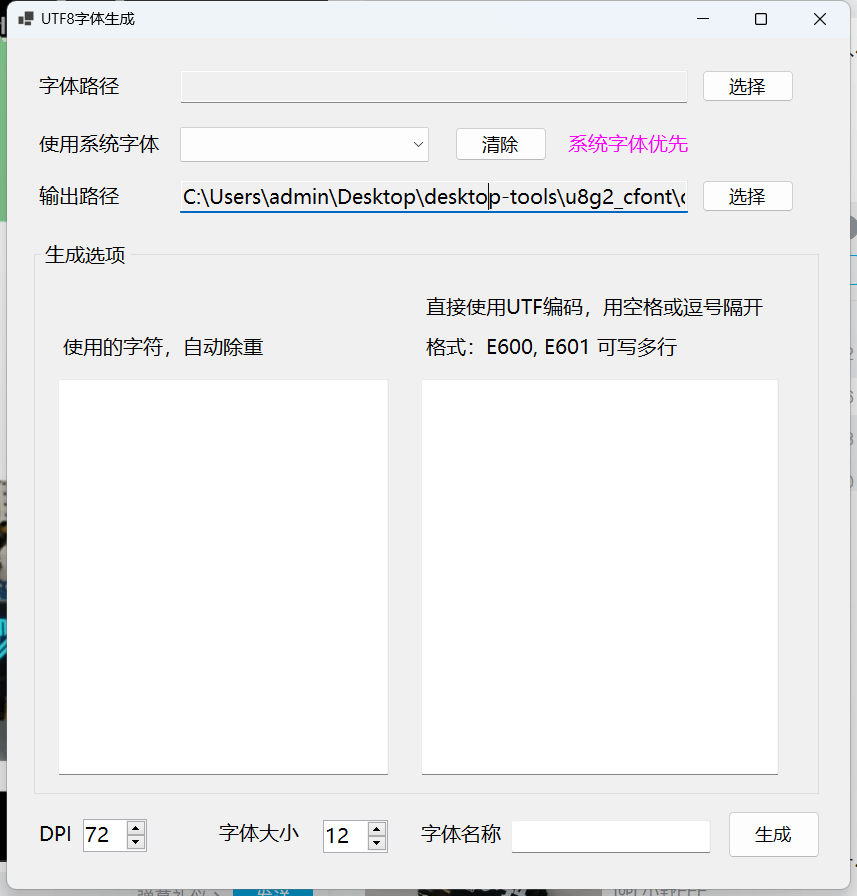 UTF8字体生成
字体路径 选择
使用系统字体 清除 系统字体优先
输出路径 C:\Users\admin\Desktop\desktop-tools\u8g2_cfont\ 选择
生成选项
直接使用UTF编码，用空格或逗号隔开
使用的字符，自动除重 格式：E600, E601 可写多行
DPI 72 字体大小 12 字体名称 生成
发送